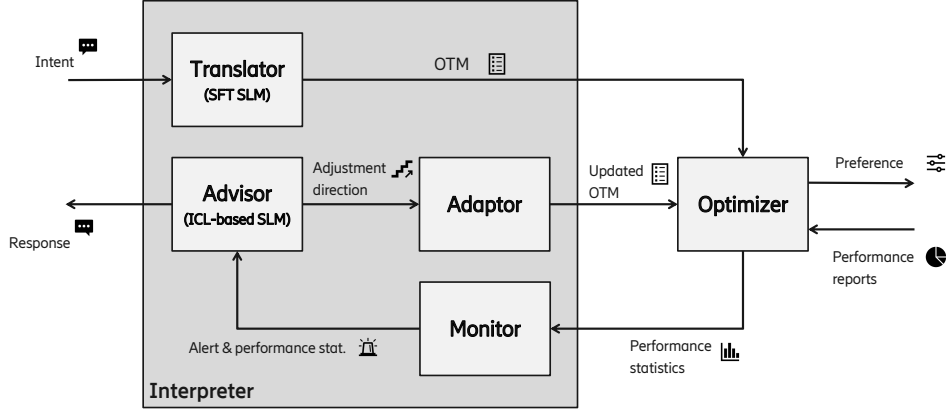 Intent
Translator
(SFT SLM)
OTM
Adjustment
direction
Advisor
(ICL-based SLM)
Adaptor
Updated
OTM
Optimizer
Preference
Response
Performance
reports
Monitor
Alert & performance stat.
Performance
statistics
Interpreter